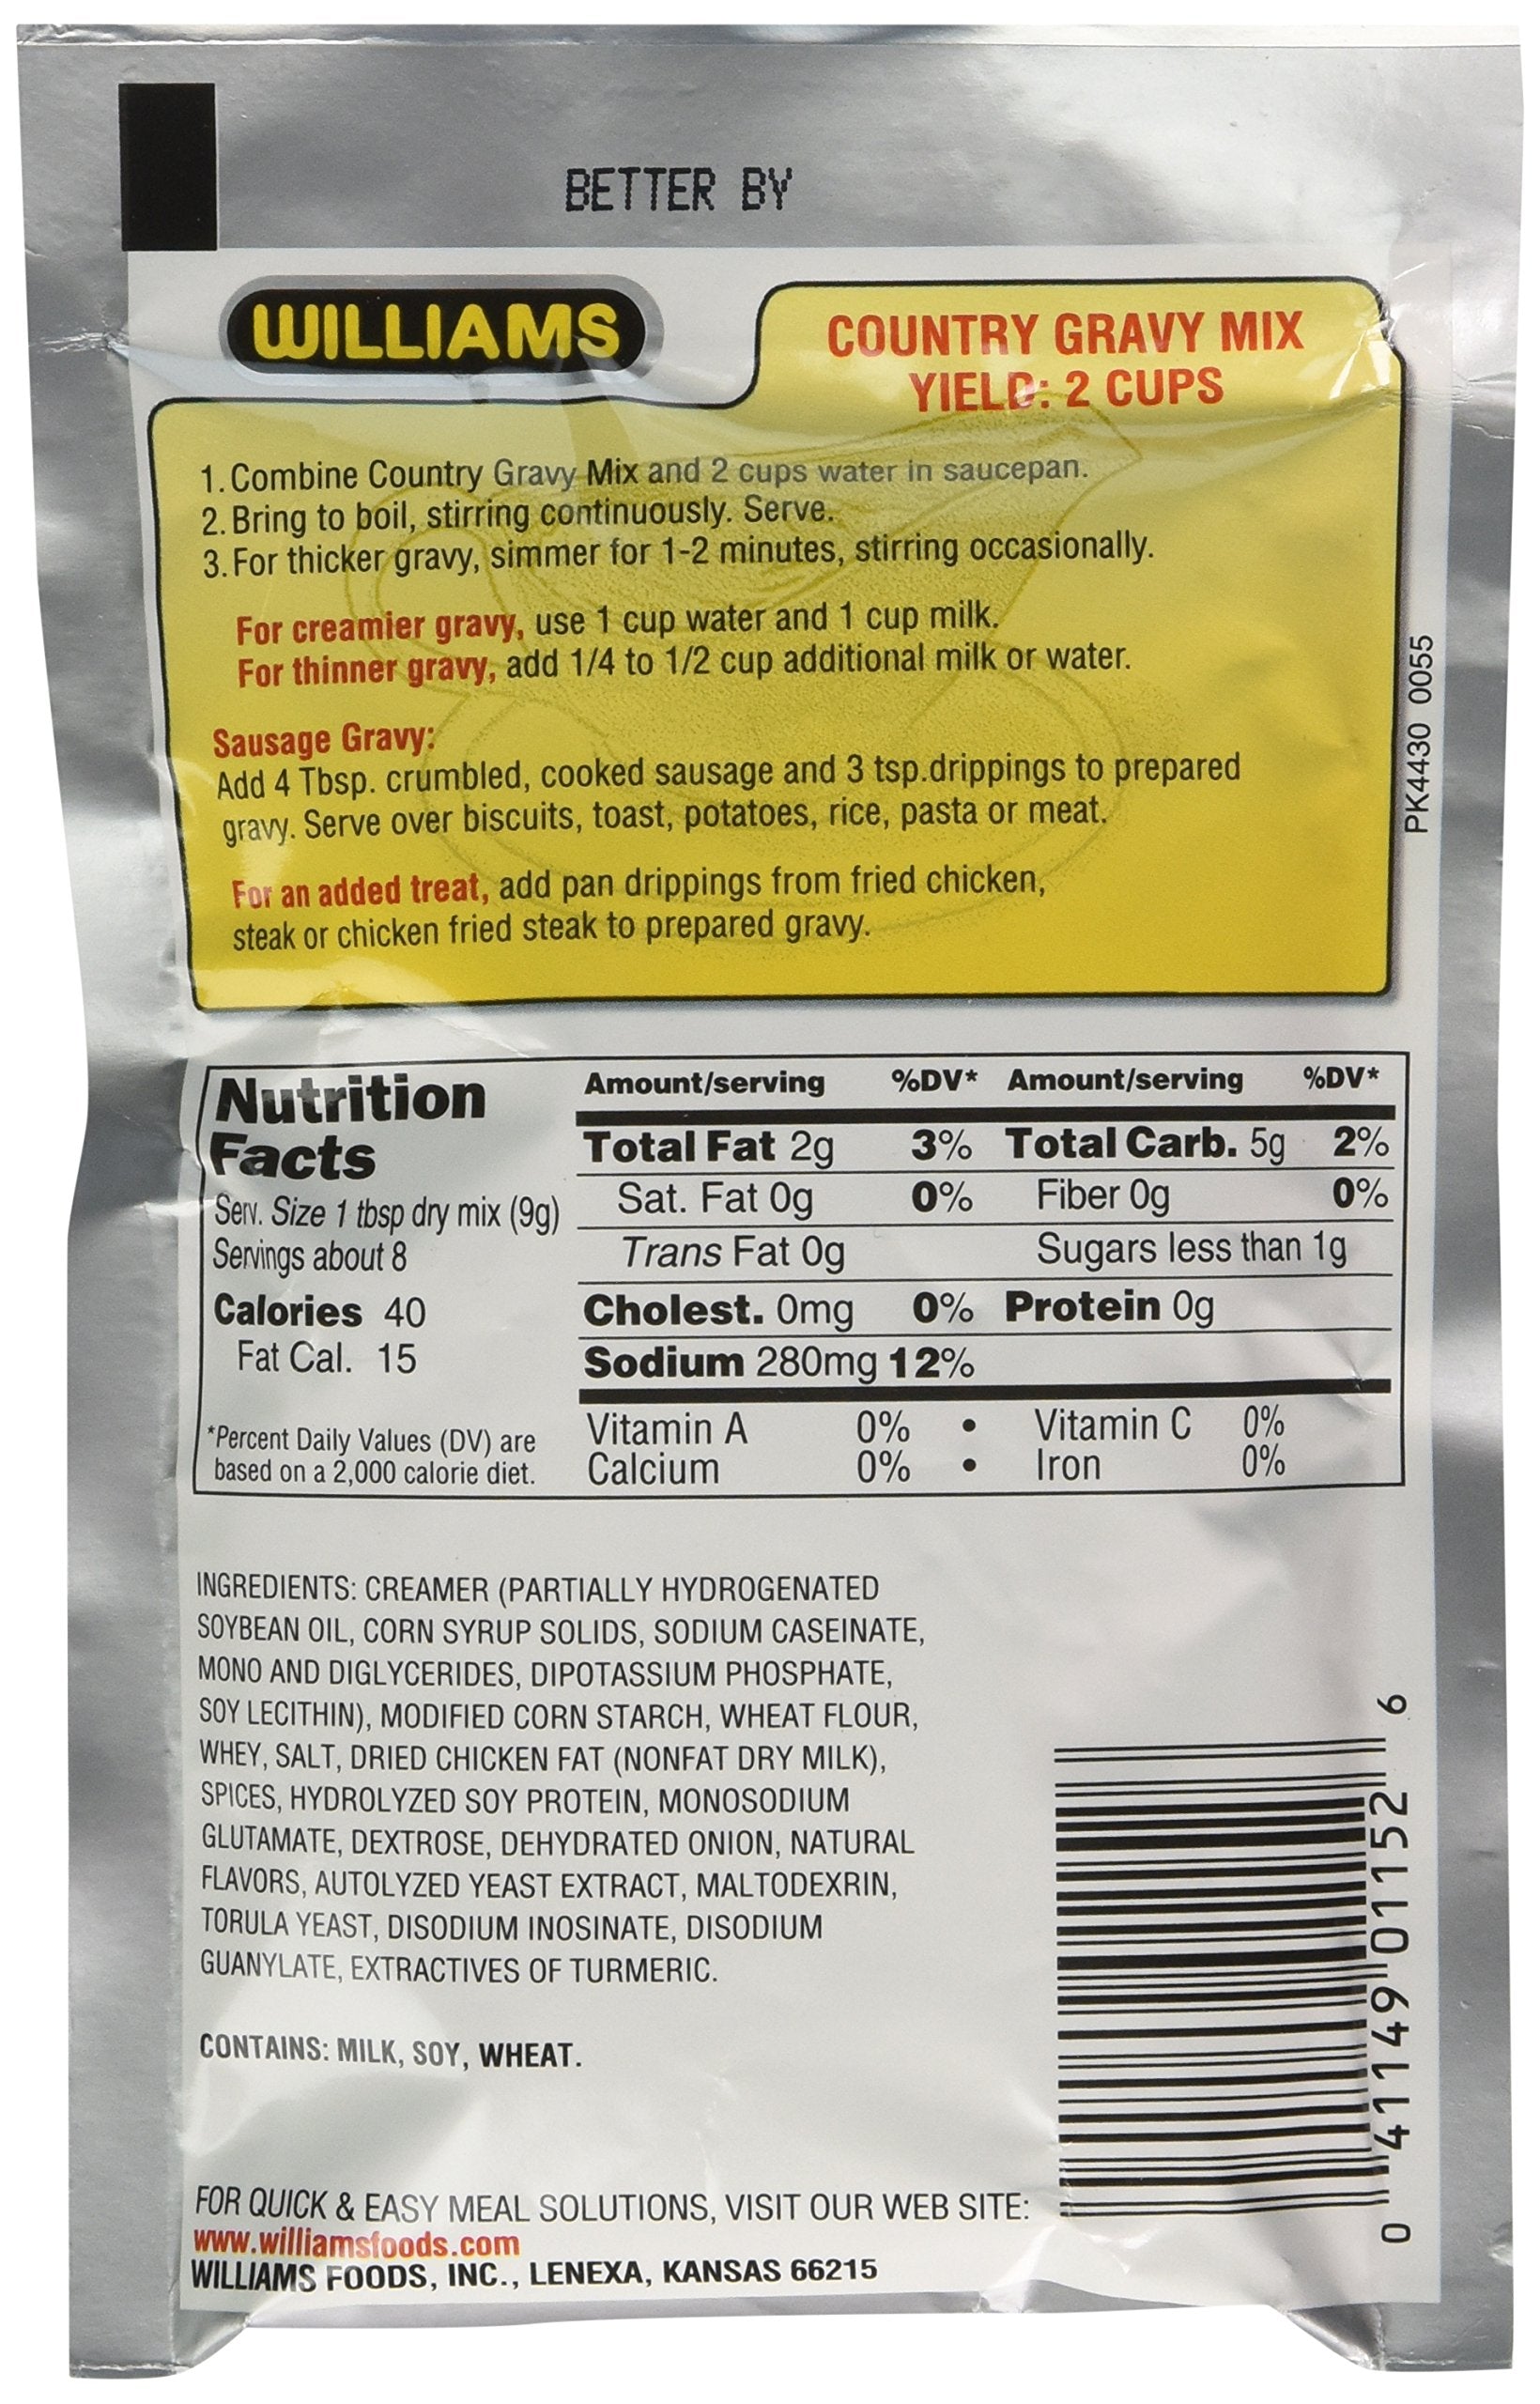 BETTER BY
WILLIAMS
COUNTRY GRAVY MIX
YIELD: 2 CUPS
1. Combine Country Gravy Mix and 2 cups water in saucepan.
2. Bring to boil, stirring continuously. Serve.
3. For thicker gravy, simmer for 1-2 minutes, stirring occasionally.
For creamier gravy, use 1 cup water and 1 cup milk.
For thinner gravy, add 1/4 to 1/2 cup additional milk or water.
Sausage Gravy:
Add 4 Tbsp. crumbled, cooked sausage and 3 tsp.drippings to prepared
gravy. Serve over biscuits, toast, potatoes, rice, pasta or meat.
For an added treat, add pan drippings from fried chicken,
steak or chicken fried steak to prepared gravy.
PK4430 0055
Nutrition
Facts
Serv. Size 1 tbsp dry mix (9g)
Servings about 8
Calories 40
Fat Cal. 15
*Percent Daily Values (DV) are
based on a 2,000 calorie diet.
Amount/serving %DV* Amount/serving %DV*
Total Fat 2g 3% Total Carb. 5g 2%
Sat. Fat 0g 0% Fiber 0g 0%
Trans Fat 0g Sugars less than 1g
Cholest. 0mg 0% Protein 0g
Sodium 280mg 12%
Vitamin A 0% • Vitamin C 0%
Calcium 0% • Iron 0%
INGREDIENTS: CREAMER (PARTIALLY HYDROGENATED
SOYBEAN OIL, CORN SYRUP SOLIDS, SODIUM CASEINATE,
MONO AND DIGLYCERIDES, DIPOTASSIUM PHOSPHATE,
SOY LECITHIN), MODIFIED CORN STARCH, WHEAT FLOUR,
WHEY, SALT, DRIED CHICKEN FAT (NONFAT DRY MILK),
SPICES, HYDROLYZED SOY PROTEIN, MONOSODIUM
GLUTAMATE, DEXTROSE, DEHYDRATED ONION, NATURAL
FLAVORS, AUTOLYZED YEAST EXTRACT, MALTODEXRIN,
TORULA YEAST, DISODIUM INOSINATE, DISODIUM
GUANYLATE, EXTRACTIVES OF TURMERIC.
CONTAINS: MILK, SOY, WHEAT.
0 41149 01152 6
FOR QUICK & EASY MEAL SOLUTIONS, VISIT OUR WEB SITE:
www.williamsfoods.com
WILLIAMS FOODS, INC., LENEXA, KANSAS 66215